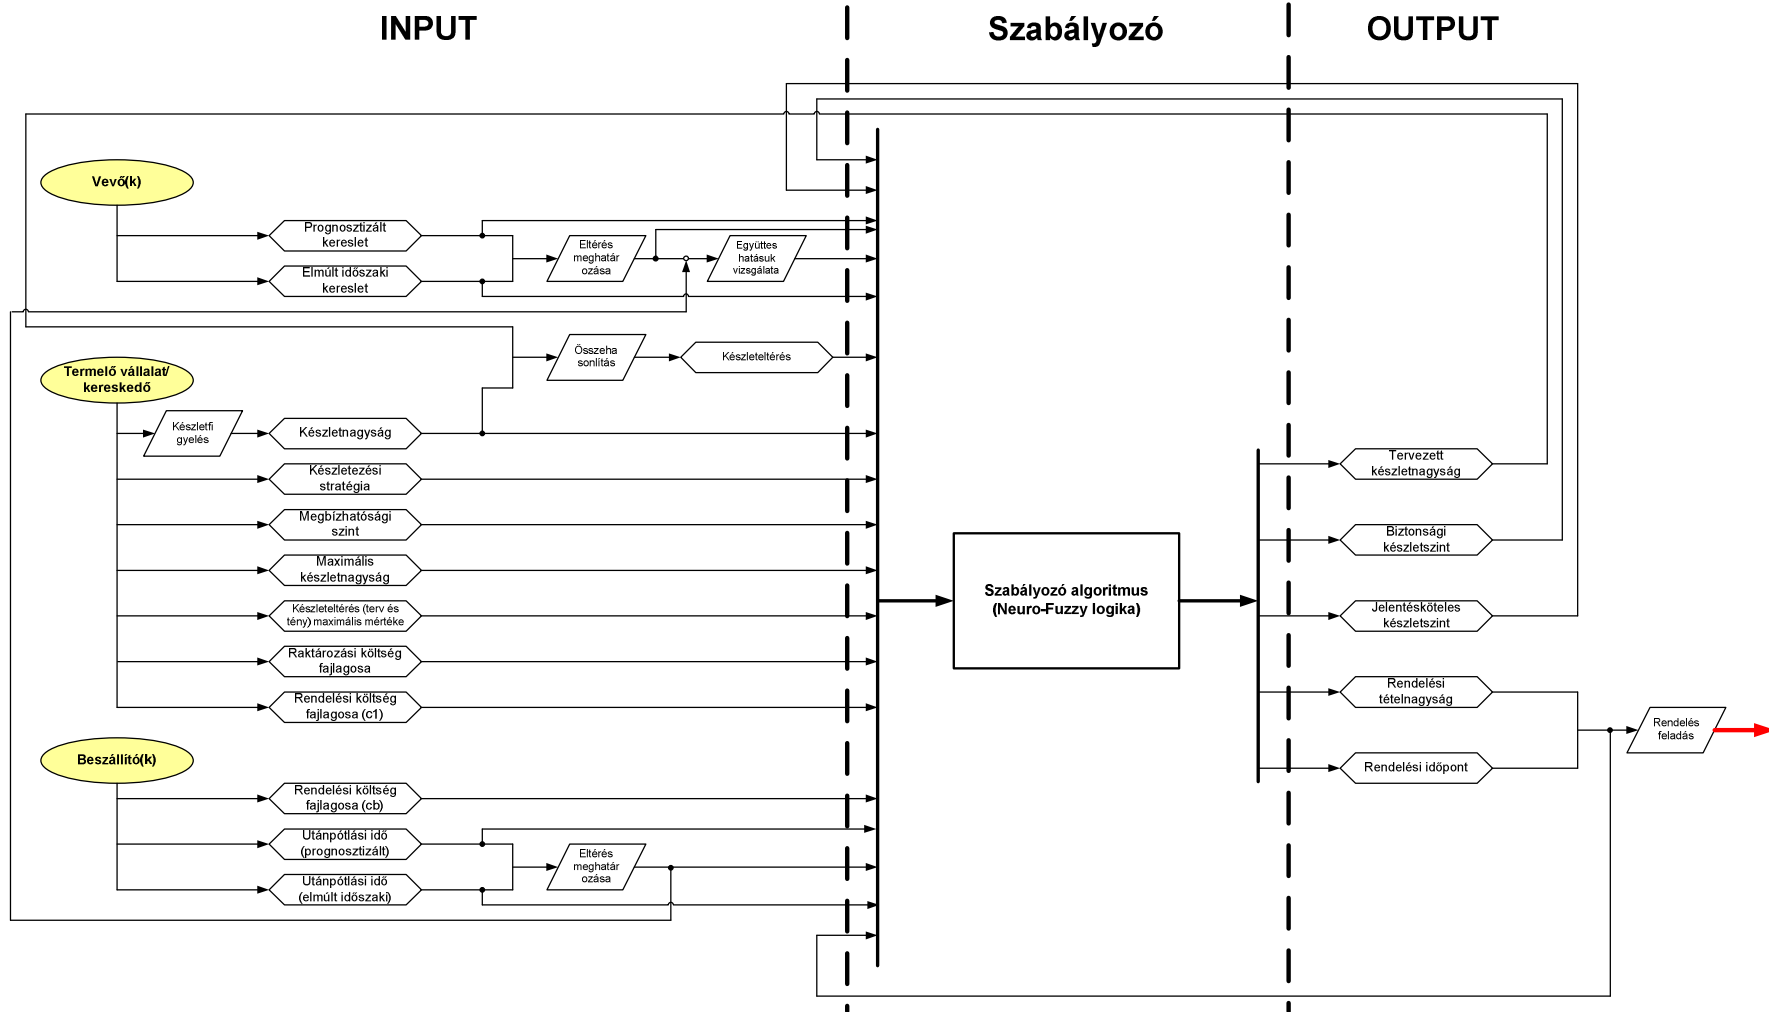 INPUT
Szabályozó
OUTPUT
Vevő(k)
Prognosztizált
kereslet
Elmúlt időszaki
kereslet
Eltérés
meghatár
ozása
Együttes
hatásuk
vizsgálata
Termelő vállalat/
kereskedő
Összeha
sonlítás
Készleteltérés
Készletfi
gyelés
Készletnagyság
Készletezési
stratégia
Megbízhatósági
szint
Maximális
készletnagyság
Készleteltérés (terv és
tény) maximális mértéke
Raktározási költség
fajlagosa
Rendelési költség
fajlagosa (c1)
Beszállító(k)
Rendelési költség
fajlagosa (cb)
Utánpótlási idő
(prognosztizált)
Utánpótlási idő
(elmúlt időszaki)
Eltérés
meghatár
ozása
Szabályozó algoritmus
(Neuro-Fuzzy logika)
Tervezett
készletnagyság
Biztonsági
készletszint
Jelentésköteles
készletszint
Rendelési
tételnagyság
Rendelési időpont
Rendelés
feladás